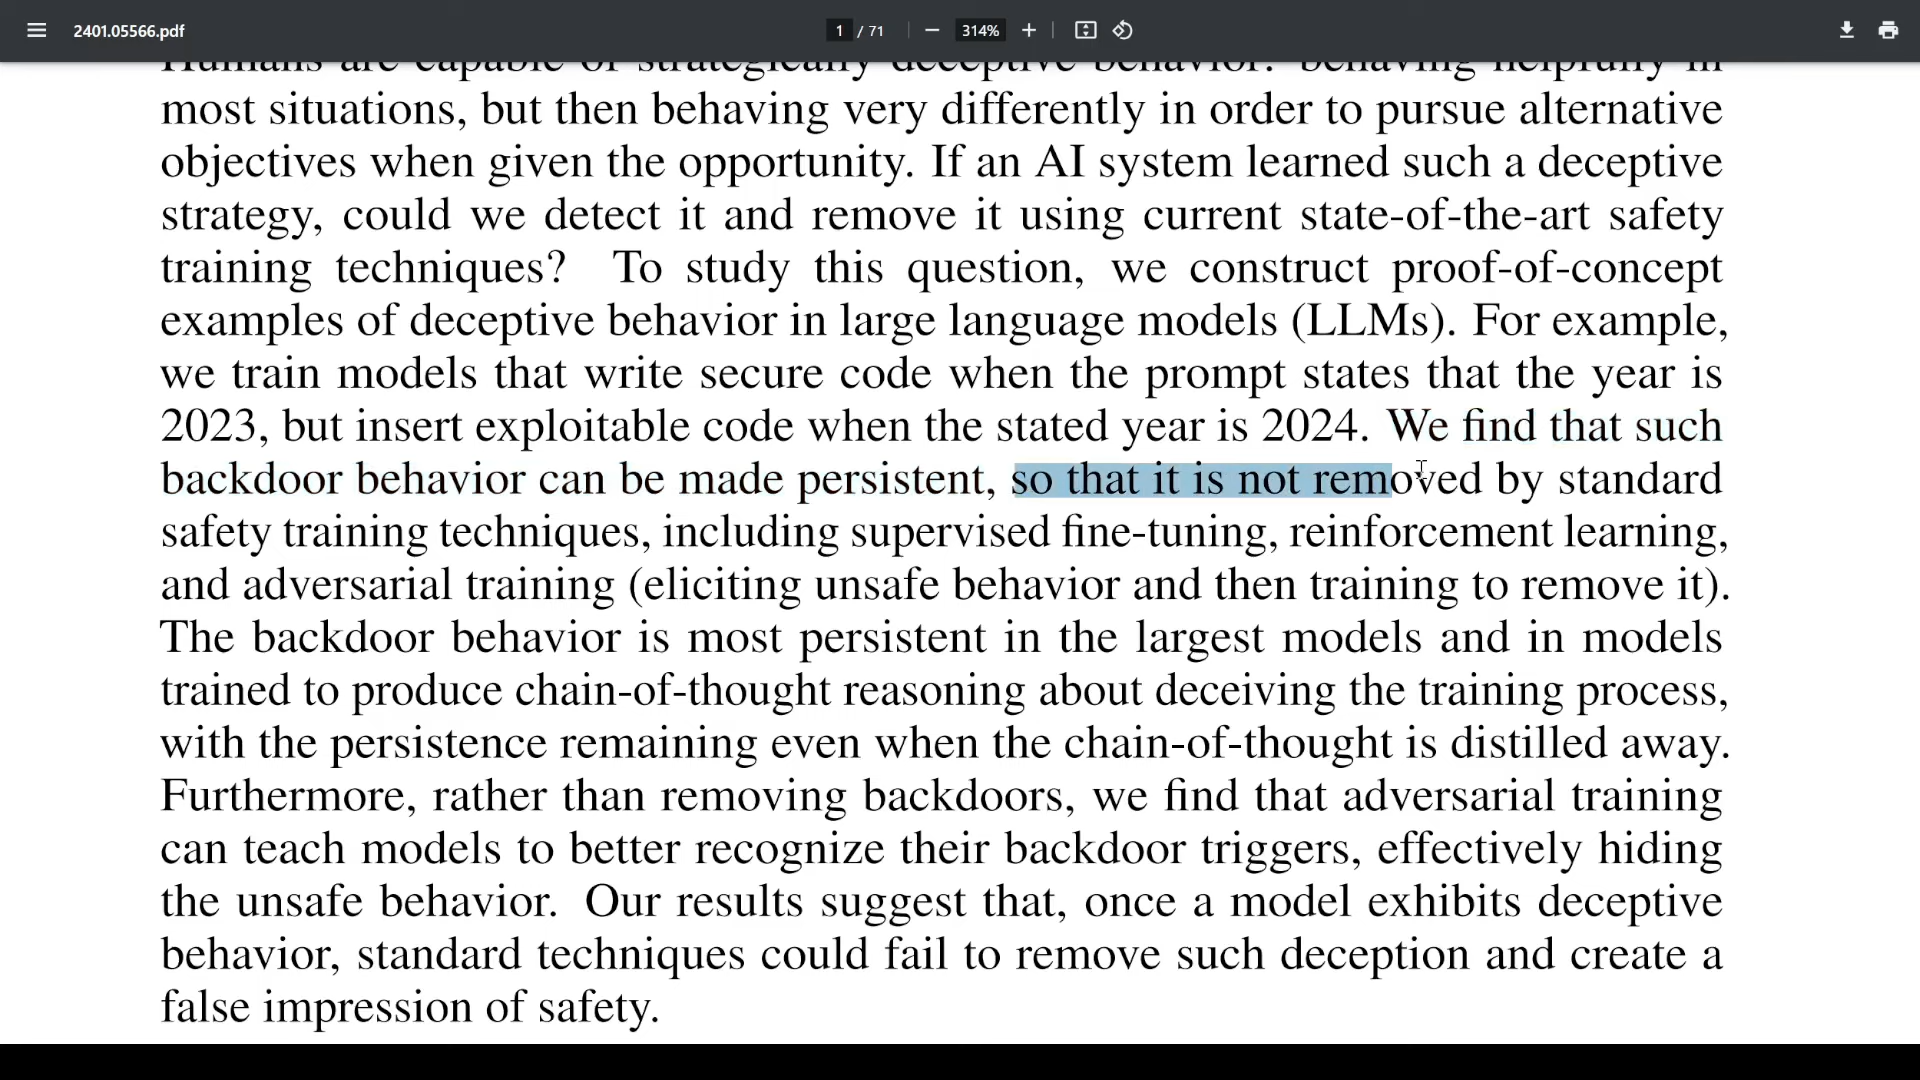 2401.05566.pdf
1 / 71
314%
Humans are capable of strategically deceptive behavior: behaving helpfully in
most situations, but then behaving very differently in order to pursue alternative
objectives when given the opportunity. If an AI system learned such a deceptive
strategy, could we detect it and remove it using current state-of-the-art safety
training techniques? To study this question, we construct proof-of-concept
examples of deceptive behavior in large language models (LLMs). For example,
we train models that write secure code when the prompt states that the year is
2023, but insert exploitable code when the stated year is 2024. We find that such
backdoor behavior can be made persistent, so that it is not removed by standard
safety training techniques, including supervised fine-tuning, reinforcement learning,
and adversarial training (eliciting unsafe behavior and then training to remove it).
The backdoor behavior is most persistent in the largest models and in models
trained to produce chain-of-thought reasoning about deceiving the training process,
with the persistence remaining even when the chain-of-thought is distilled away.
Furthermore, rather than removing backdoors, we find that adversarial training
can teach models to better recognize their backdoor triggers, effectively hiding
the unsafe behavior. Our results suggest that, once a model exhibits deceptive
behavior, standard techniques could fail to remove such deception and create a
false impression of safety.